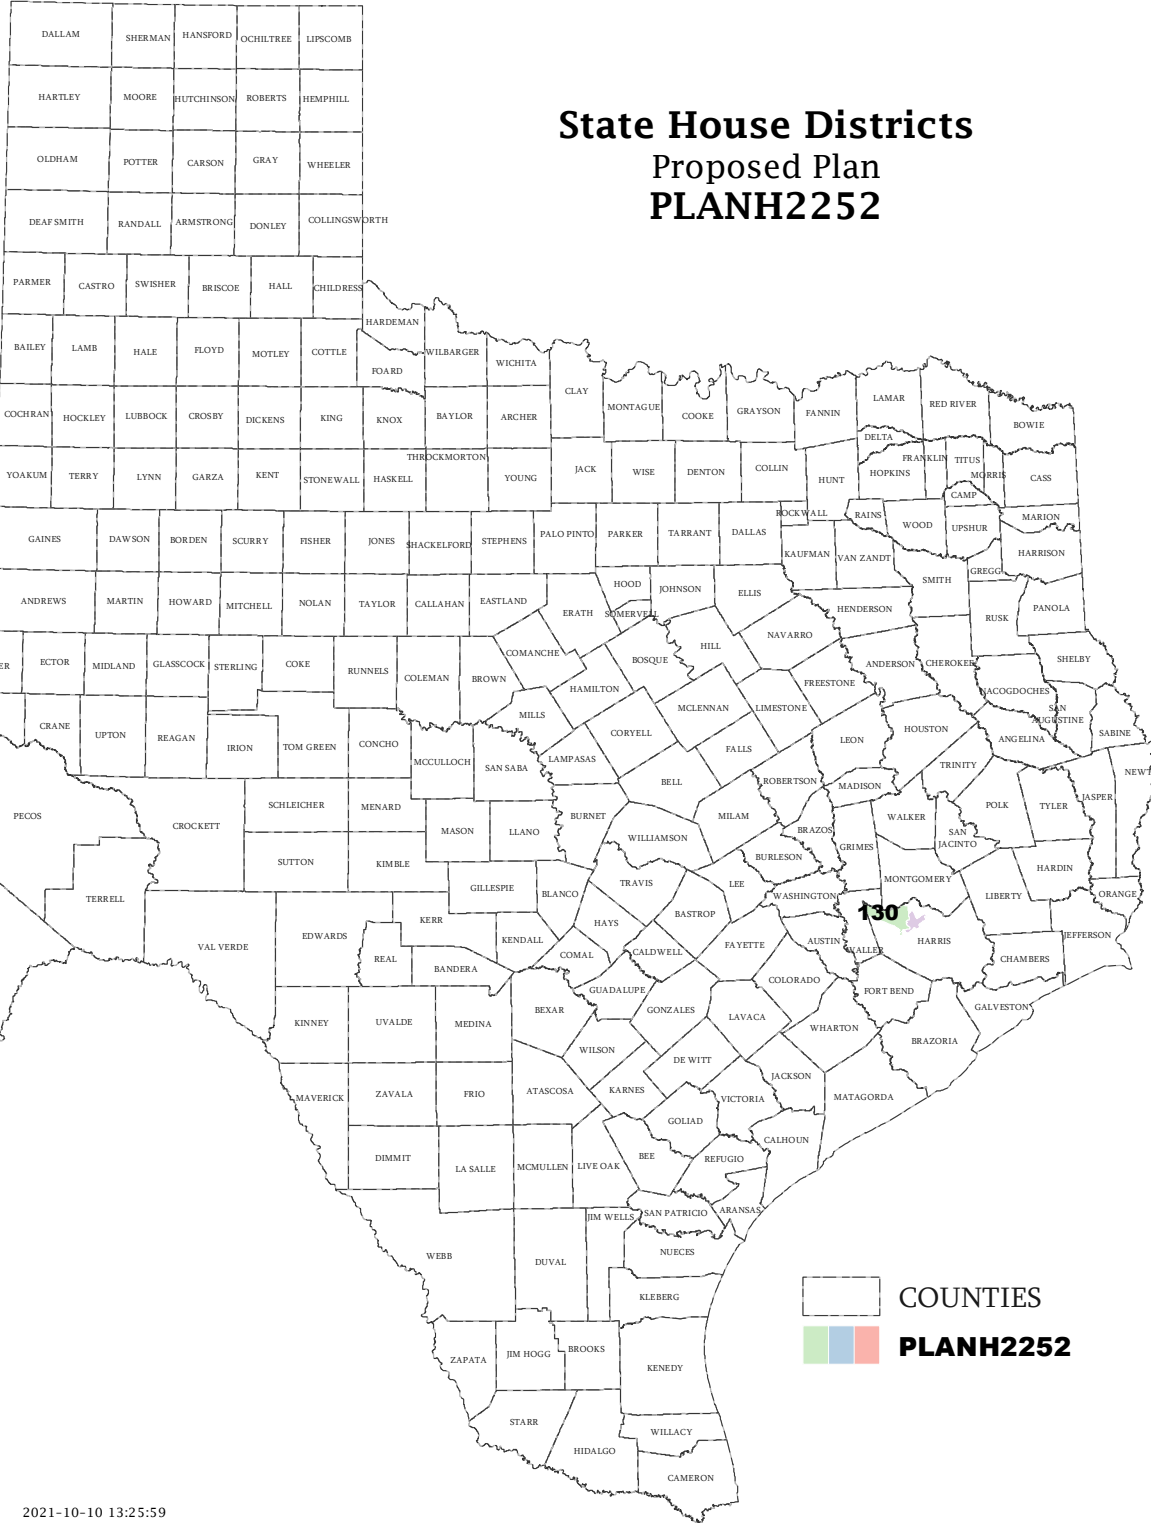 State House Districts
Proposed Plan
PLANH2252
DALLAM
SHERMAN
HANSFORD
OCHILTREE
LIPSCOMB
HARTLEY
MOORE
HUTCHINSON
ROBERTS
HEMPHILL
OLDHAM
POTTER
CARSON
GRAY
WHEELER
DEAF SMITH
RANDALL
ARMSTRONG
DONLEY
COLLINGSWORTH
PARMER
CASTRO
SWISHER
BRISCOE
HALL
CHILDRESS
HARDEMAN
BAILEY
LAMB
HALE
FLOYD
MOTLEY
COTTLE
FOARD
WILBARGER
WICHITA
CLAY
MONTAGUE
COOKE
GRAYSON
FANNIN
LAMAR
RED RIVER
BOWIE
COCHRAN
HOCKLEY
LUBBOCK
CROSBY
DICKENS
KING
KNOX
BAYLOR
ARCHER
DELTA
FRANKLIN
TITUS
MORRIS
CASS
YOAKUM
TERRY
LYNN
GARZA
KENT
STONEWALL
HASKELL
THROCKMORTON
YOUNG
JACK
WISE
DENTON
COLLIN
HUNT
HOPKINS
CAMP
ROCKWALL
RAINS
WOOD
UPSHUR
MARION
GAINES
DAWSON
BORDEN
SCURRY
FISHER
JONES
SHACKELFORD
STEPHENS
PALO PINTO
PARKER
TARRANT
DALLAS
KAUFMAN
VAN ZANDT
HARRISON
GREGG
SMITH
ANDREWS
MARTIN
HOWARD
MITCHELL
NOLAN
TAYLOR
CALLAHAN
EASTLAND
ERATH
HOOD
SOMERVELL
JOHNSON
ELLIS
HENDERSON
RUSK
PANOLA
NAVARRO
HILL
ER
ECTOR
MIDLAND
GLASSCOCK
STERLING
COKE
RUNNELS
COLEMAN
BROWN
COMANCHE
BOSQUE
ANDERSON
CHEROKEE
SHELBY
HAMILTON
FREESTONE
NACOGDOCHES
SAN
AUGUSTINE
CRANE
UPTON
REAGAN
IRION
TOM GREEN
CONCHO
MILLS
CORYELL
MCLENNAN
LIMESTONE
LEON
HOUSTON
ANGELINA
SABINE
MCCULLOCH
SAN SABA
LAMPASAS
FALLS
BELL
ROBERTSON
MADISON
TRINITY
NEWT
PECOS
CROCKETT
SCHLEICHER
MENARD
MASON
LLANO
BURNET
WILLIAMSON
MILAM
BRAZOS
GRIMES
WALKER
SAN
JACINTO
POLK
TYLER
JASPER
SUTTON
KIMBLE
BURLESON
HARDIN
TERRELL
GILLESPIE
BLANCO
TRAVIS
LEE
WASHINGTON
MONTGOMERY
LIBERTY
ORANGE
130
VAL VERDE
EDWARDS
KERR
KENDALL
HAYS
BASTROP
FAYETTE
AUSTIN
WALLER
HARRIS
JEFFERSON
REAL
BANDERA
COMAL
CALDWELL
CHAMBERS
COLORADO
GUADALUPE
FORT BEND
GALVESTON
KINNEY
UVALDE
MEDINA
BEXAR
GONZALES
LAVACA
WHARTON
BRAZORIA
WILSON
DE WITT
JACKSON
MAVERICK
ZAVALA
FRIO
ATASCOSA
KARNES
VICTORIA
MATAGORDA
GOLIAD
CALHOUN
DIMMIT
LA SALLE
MCMULLEN
LIVE OAK
BEE
REFUGIO
JIM WELLS
SAN PATRICIO
ARANSAS
WEBB
DUVAL
NUECES
KLEBERG
COUNTIES
PLANH2252
ZAPATA
JIM HOGG
BROOKS
KENEDY
STARR
HIDALGO
WILLACY
CAMERON
2021-10-10 13:25:59